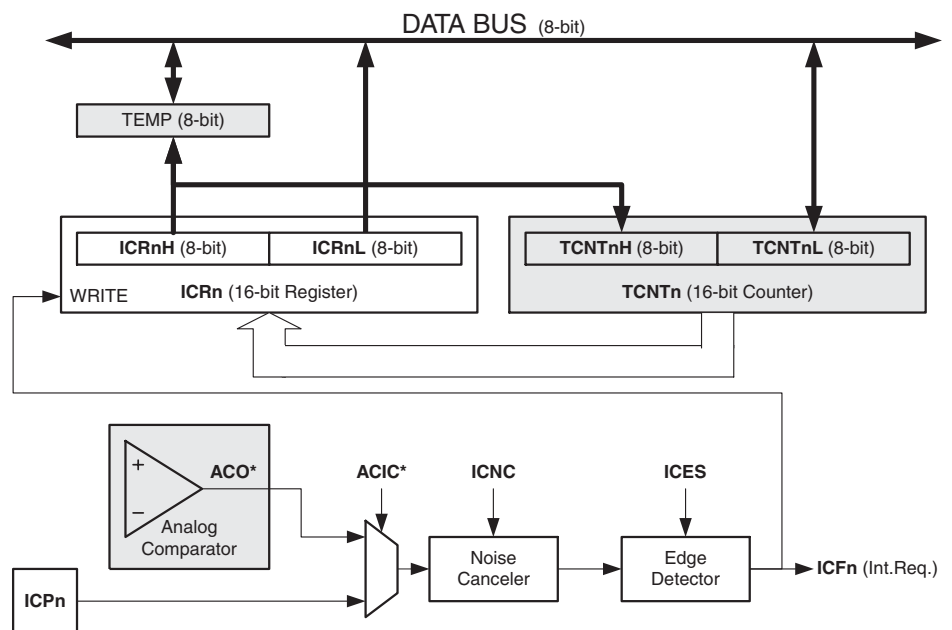 DATA BUS (8-bit)
TEMP (8-bit)
ICRnH (8-bit) ICRnL (8-bit) TCNTnH (8-bit) TCNTnL (8-bit)
WRITE ICRn (16-bit Register) TCNTn (16-bit Counter)
+ ACO* ACIC* ICNC ICES
−
Analog
Comparator
Noise
Canceler
Edge
Detector
ICFn (Int.Req.)
ICPn